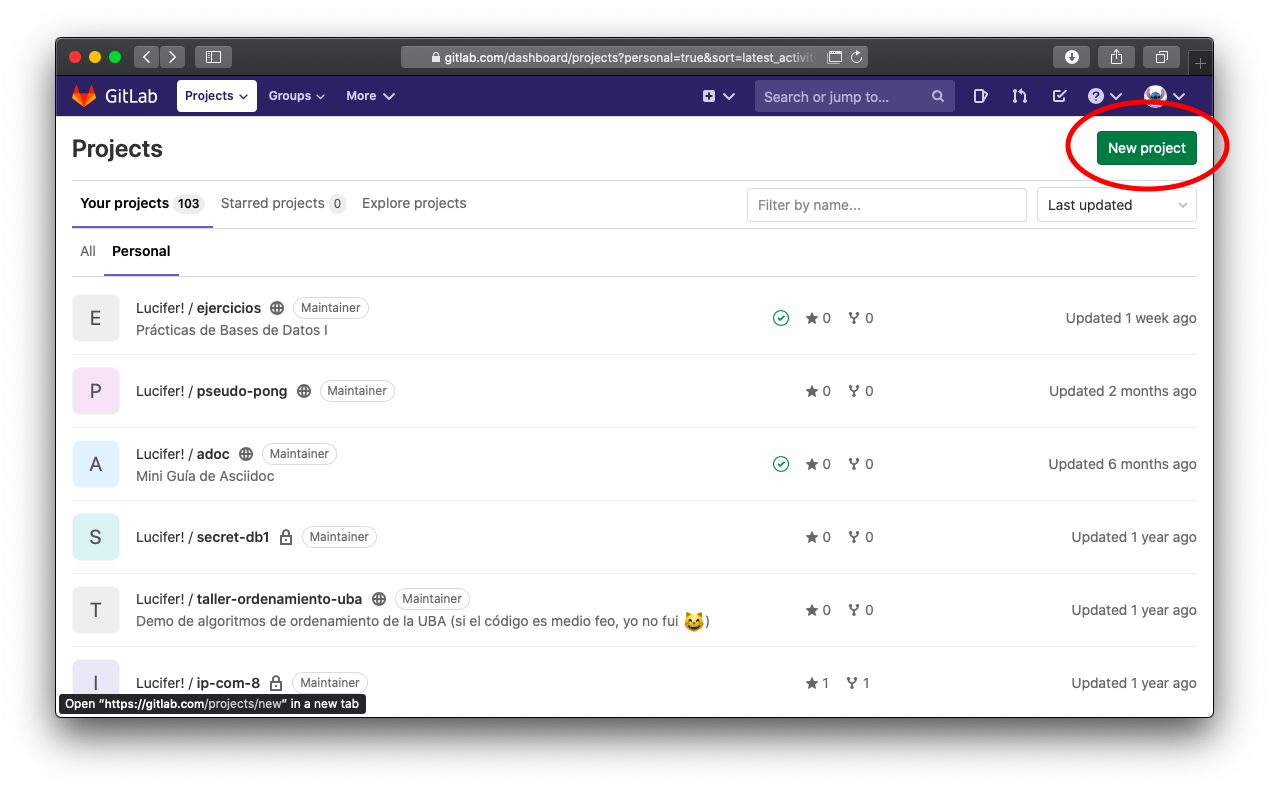 gitlab.com/dashboard/projects?personal=true&sort=latest_activit
GitLab Projects Groups More Search or jump to...
Projects New project
Your projects 103 Starred projects 0 Explore projects Filter by name... Last updated
All Personal
E Lucifer! / ejercicios Maintainer 0 0 Updated 1 week ago
Prácticas de Bases de Datos I
P Lucifer! / pseudo-pong Maintainer 0 0 Updated 2 months ago
A Lucifer! / adoc Maintainer 0 0 Updated 6 months ago
Mini Guía de Asciidoc
S Lucifer! / secret-db1 Maintainer 0 0 Updated 1 year ago
T Lucifer! / taller-ordenamiento-uba Maintainer 0 0 Updated 1 year ago
Demo de algoritmos de ordenamiento de la UBA (si el código es medio feo, yo no fui 😸)
I Lucifer! / ip-com-8 Maintainer 1 1 Updated 1 year ago
Open “https://gitlab.com/projects/new” in a new tab